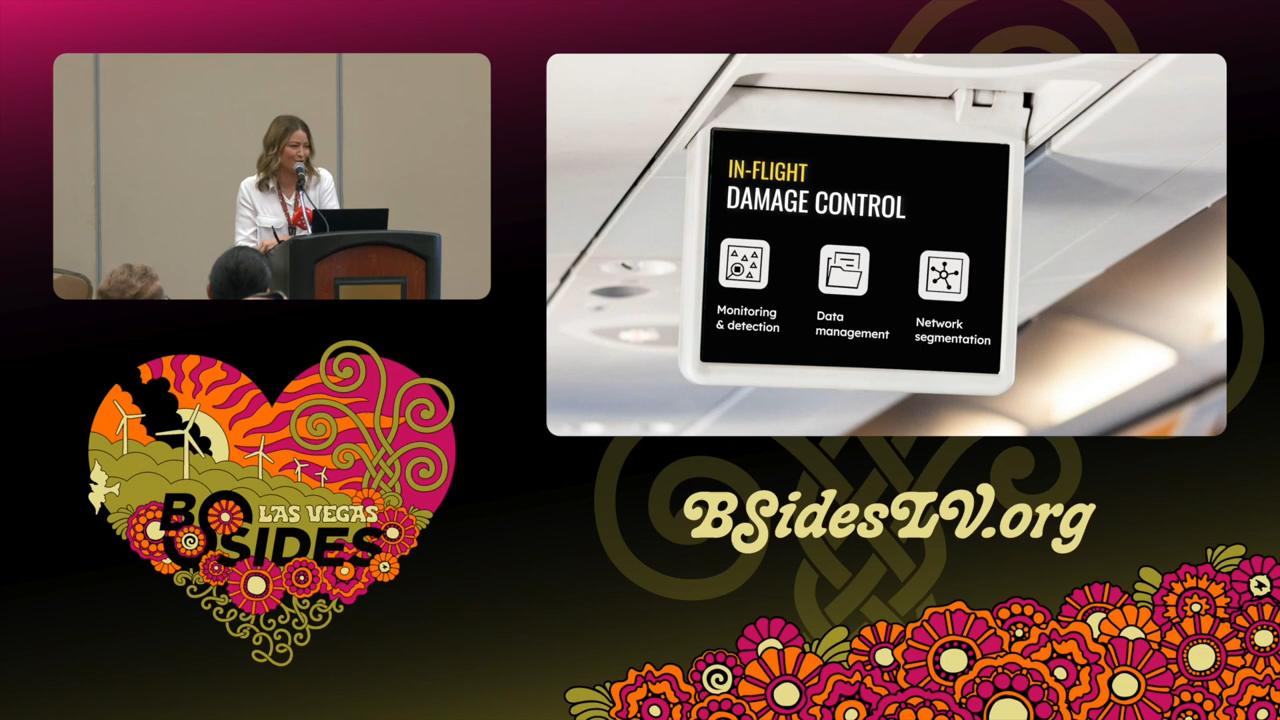 IN-FLIGHT
DAMAGE CONTROL
Monitoring
& detection
Data
management
Network
segmentation
LAS VEGAS
BSIDES
BSidesLV.org